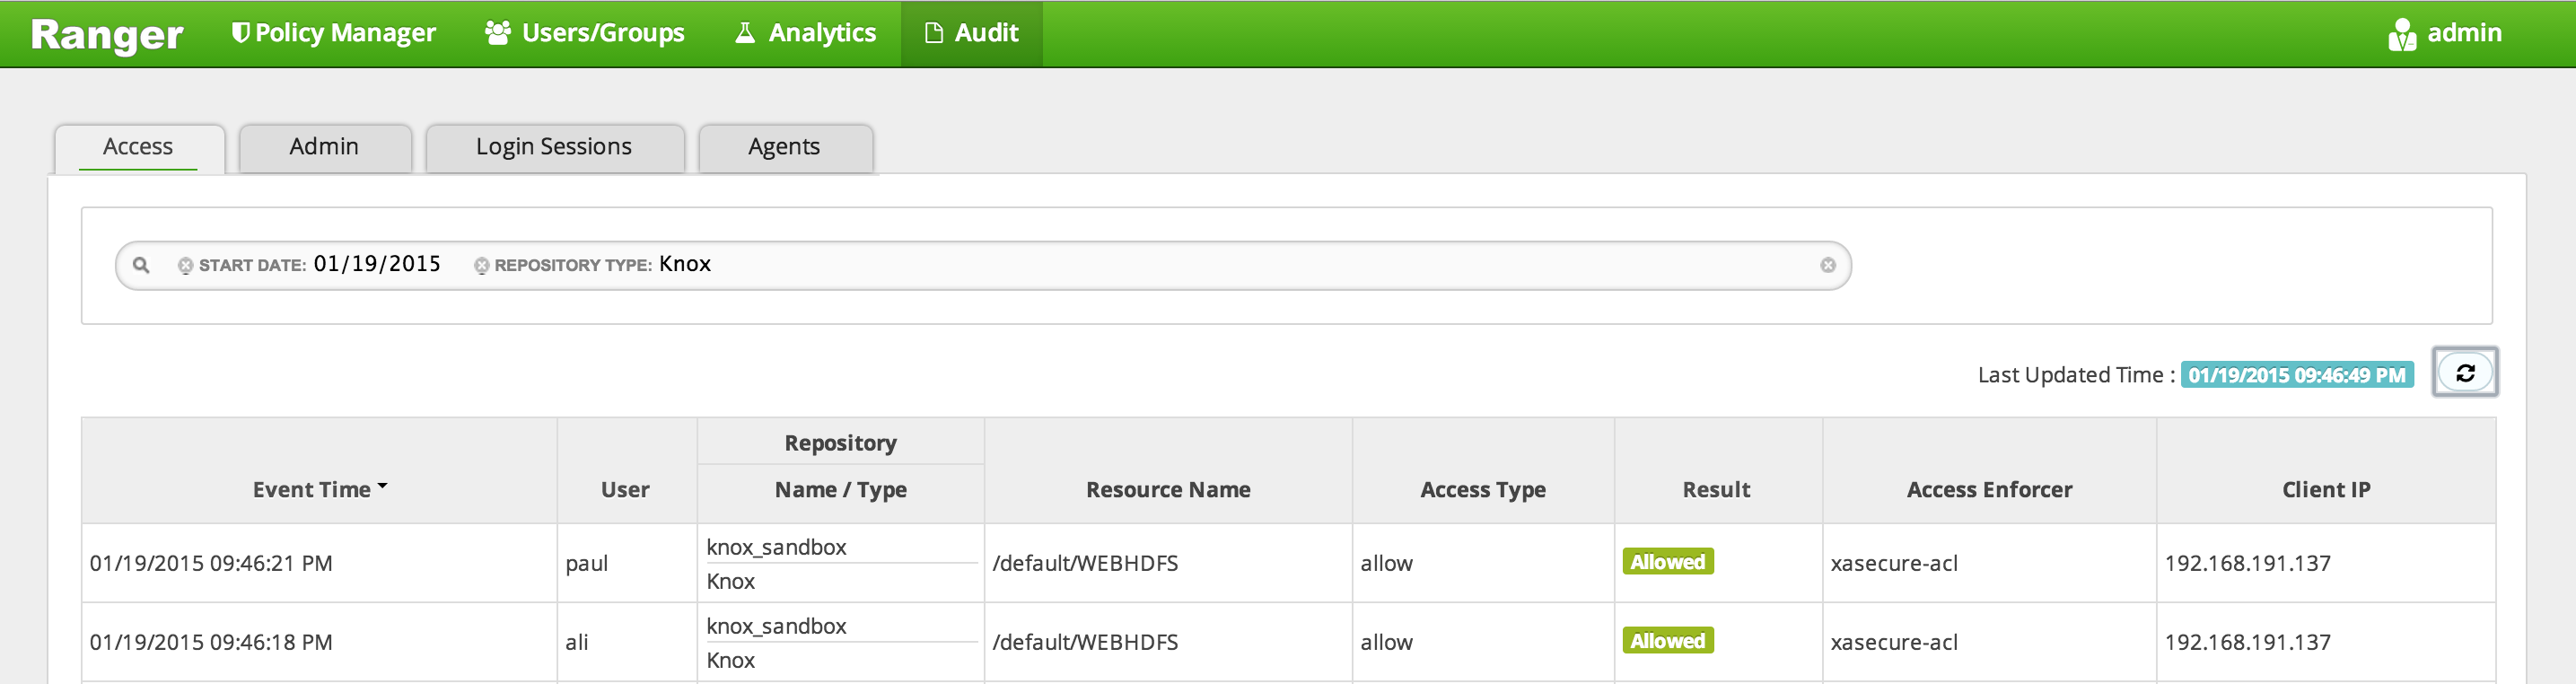 Ranger Policy Manager Users/Groups Analytics Audit admin
Access Admin Login Sessions Agents
START DATE: 01/19/2015 REPOSITORY TYPE: Knox
Last Updated Time : 01/19/2015 09:46:49 PM
Repository
Event Time User Name / Type Resource Name Access Type Result Access Enforcer Client IP
knox_sandbox
01/19/2015 09:46:21 PM paul /default/WEBHDFS allow Allowed xasecure-acl 192.168.191.137
Knox
knox_sandbox
01/19/2015 09:46:18 PM ali /default/WEBHDFS allow Allowed xasecure-acl 192.168.191.137
Knox